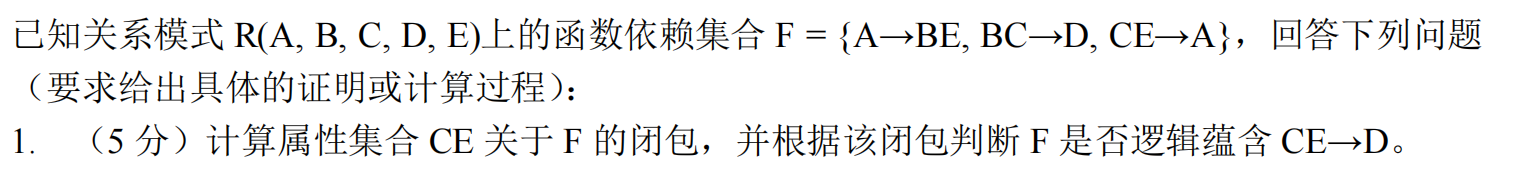 已知关系模式 R(A, B, C, D, E)上的函数依赖集合 F = {A→BE, BC→D, CE→A}，回答下列问题
（要求给出具体的证明或计算过程）：
1. （5 分）计算属性集合 CE 关于 F 的闭包，并根据该闭包判断 F 是否逻辑蕴含 CE→D。